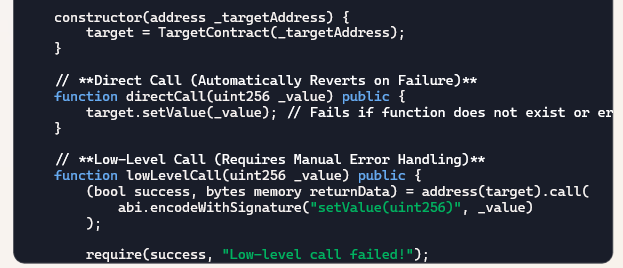 constructor(address _targetAddress) {
target = TargetContract(_targetAddress);
}
// **Direct Call (Automatically Reverts on Failure)**
function directCall(uint256 _value) public {
target.setValue(_value); // Fails if function does not exist or er
}
// **Low-Level Call (Requires Manual Error Handling)**
function lowLevelCall(uint256 _value) public {
(bool success, bytes memory returnData) = address(target).call(
abi.encodeWithSignature("setValue(uint256)", _value)
);
require(success, "Low-level call failed!");